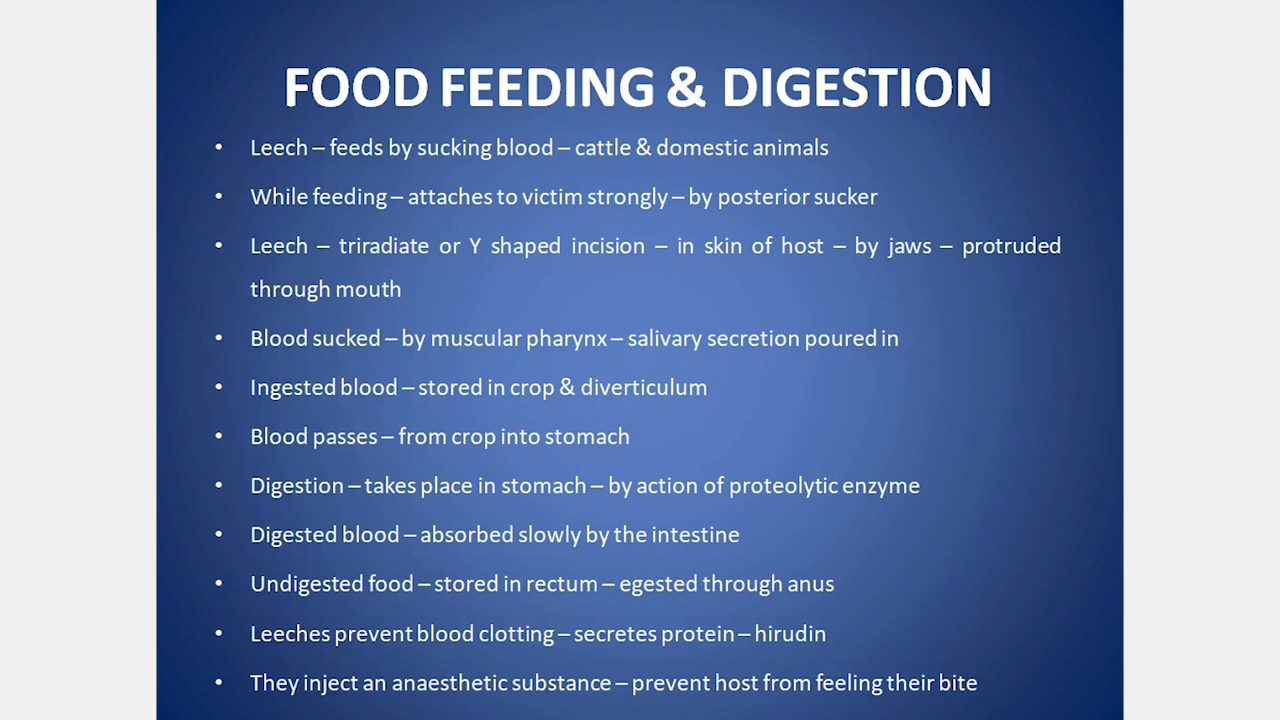 FOOD FEEDING & DIGESTION
• Leech – feeds by sucking blood – cattle & domestic animals
• While feeding – attaches to victim strongly – by posterior sucker
• Leech – triradiate or Y shaped incision – in skin of host – by jaws – protruded
through mouth
• Blood sucked – by muscular pharynx – salivary secretion poured in
• Ingested blood – stored in crop & diverticulum
• Blood passes – from crop into stomach
• Digestion – takes place in stomach – by action of proteolytic enzyme
• Digested blood – absorbed slowly by the intestine
• Undigested food – stored in rectum – egested through anus
• Leeches prevent blood clotting – secretes protein – hirudin
• They inject an anaesthetic substance – prevent host from feeling their bite